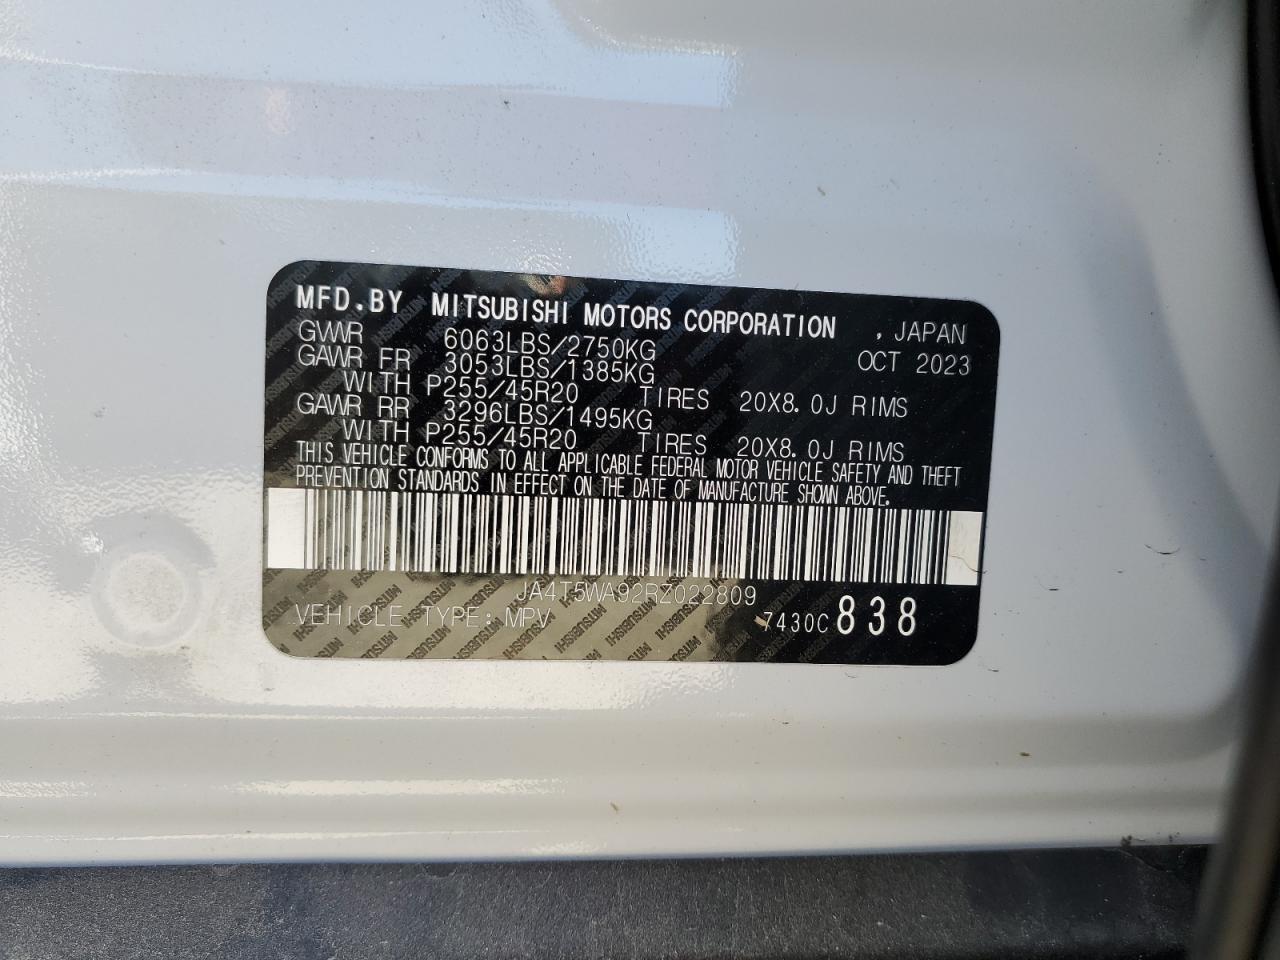 MFD.BY MITSUBISHI MOTORS CORPORATION , JAPAN
GVWR 6063LBS/2750KG OCT 2023
GAWR FR 3053LBS/1385KG
WITH P255/45R20 TIRES 20X8.0J RIMS
GAWR RR 3296LBS/1495KG
WITH P255/45R20 TIRES 20X8.0J RIMS
THIS VEHICLE CONFORMS TO ALL APPLICABLE FEDERAL MOTOR VEHICLE SAFETY AND THEFT
PREVENTION STANDARDS IN EFFECT ON THE DATE OF MANUFACTURE SHOWN ABOVE.
JA4T5WA92RZ022809
VEHICLE TYPE:MPV 7430C 838